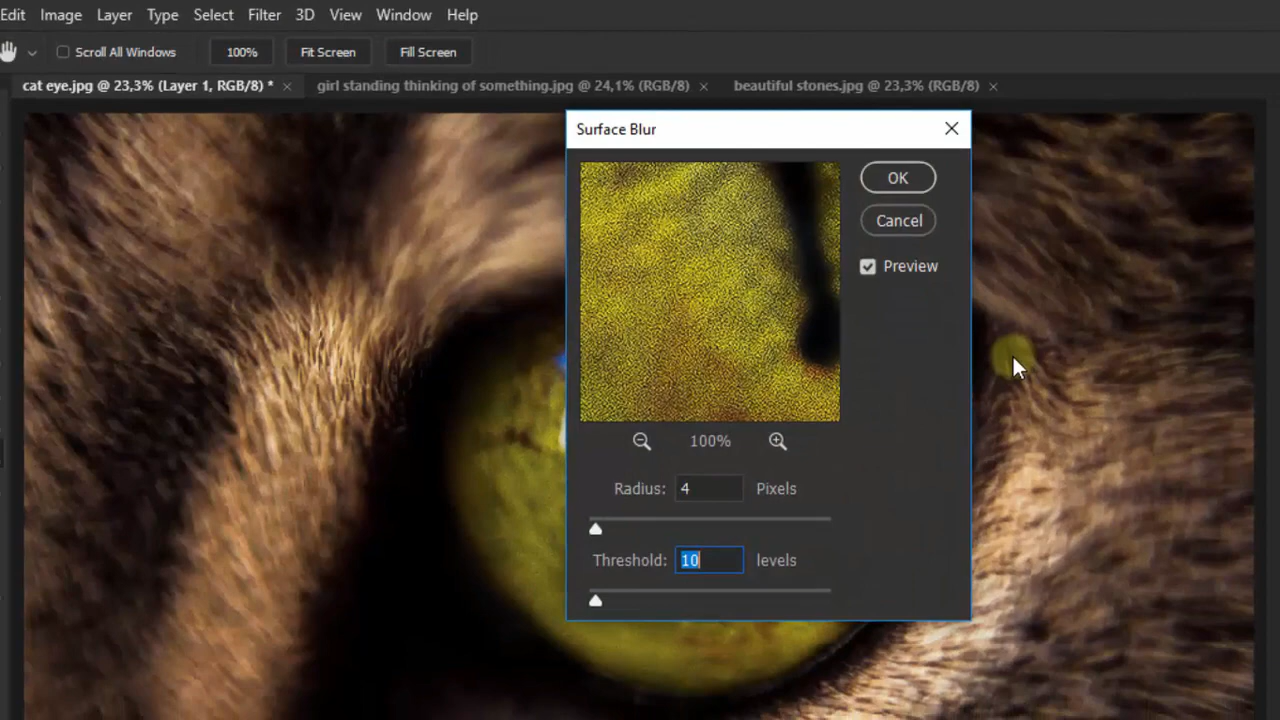 Edit Image Layer Type Select Filter 3D View Window Help
Scroll All Windows 100% Fit Screen Fill Screen
cat eye.jpg @ 23,3% (Layer 1, RGB/8) * × girl standing thinking of something.jpg @ 24,1% (RGB/8) × beautiful stones.jpg @ 23,3% (RGB/8) ×
Surface Blur
OK
Cancel
Preview
100%
Radius: 4 Pixels
Threshold: 10 levels